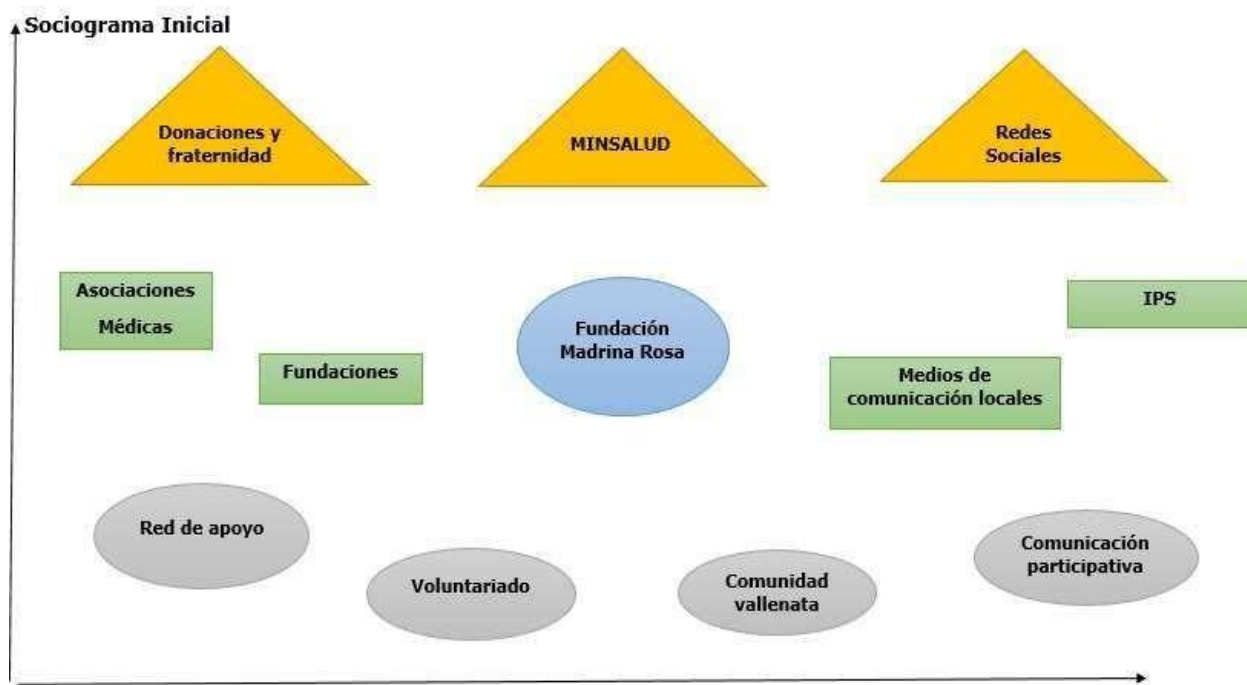 Sociograma Inicial
Donaciones y
fraternidad
MINSALUD
Redes
Sociales
Asociaciones
Médicas
Fundaciones
Fundación
Madrina Rosa
IPS
Medios de
comunicación locales
Red de apoyo
Voluntariado
Comunidad
vallenata
Comunicación
participativa